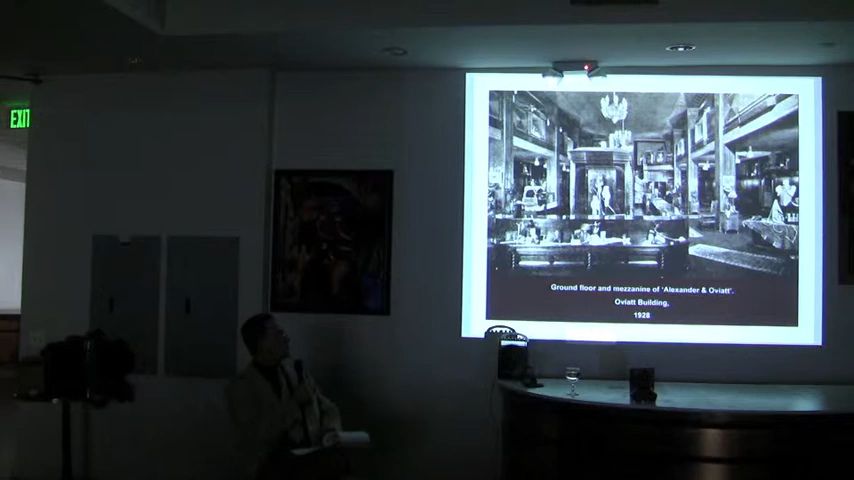 EXIT
Ground floor and mezzanine of 'Alexander & Oviatt'.
Oviatt Building,
1928